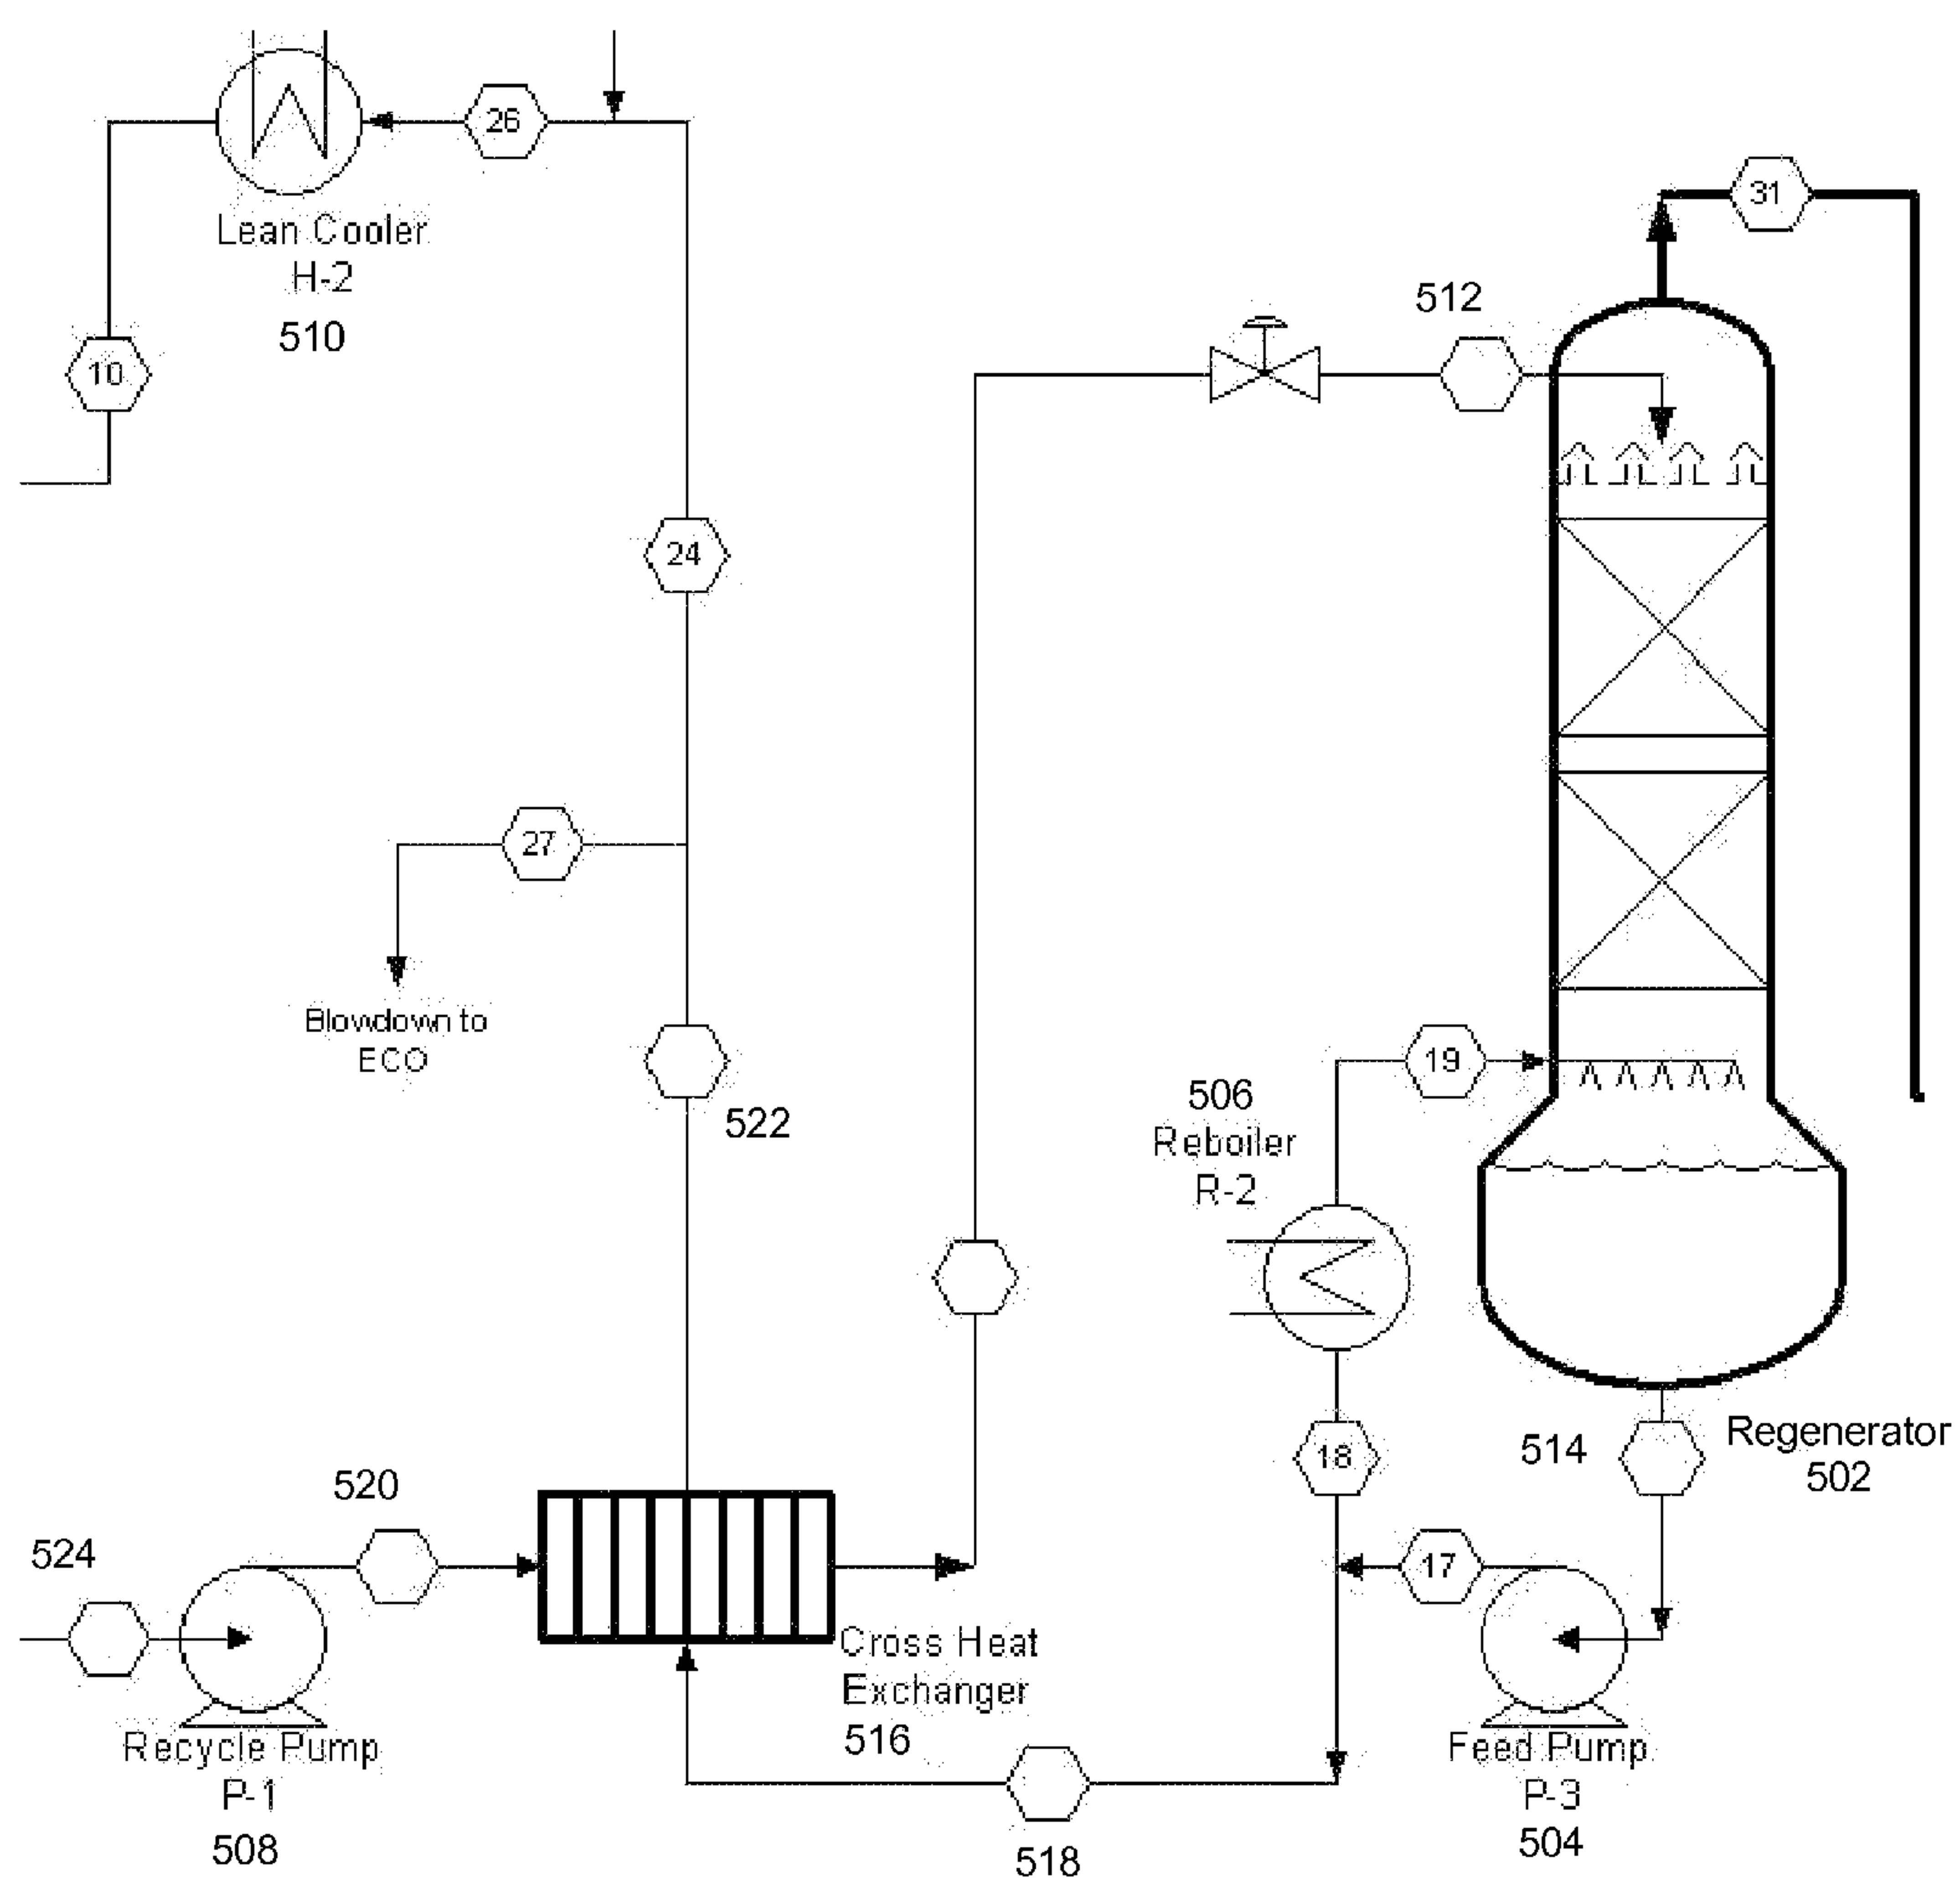 26
Lean Cooler
H-2
510
10
31
512
24
27
Blowdown to
ECO
522
19
506
Reboiler
R-2
18
514
Regenerator
502
17
520
524
Cross Heat
Exchanger
516
Recycle Pump
P-1
508
Feed Pump
P-3
504
518